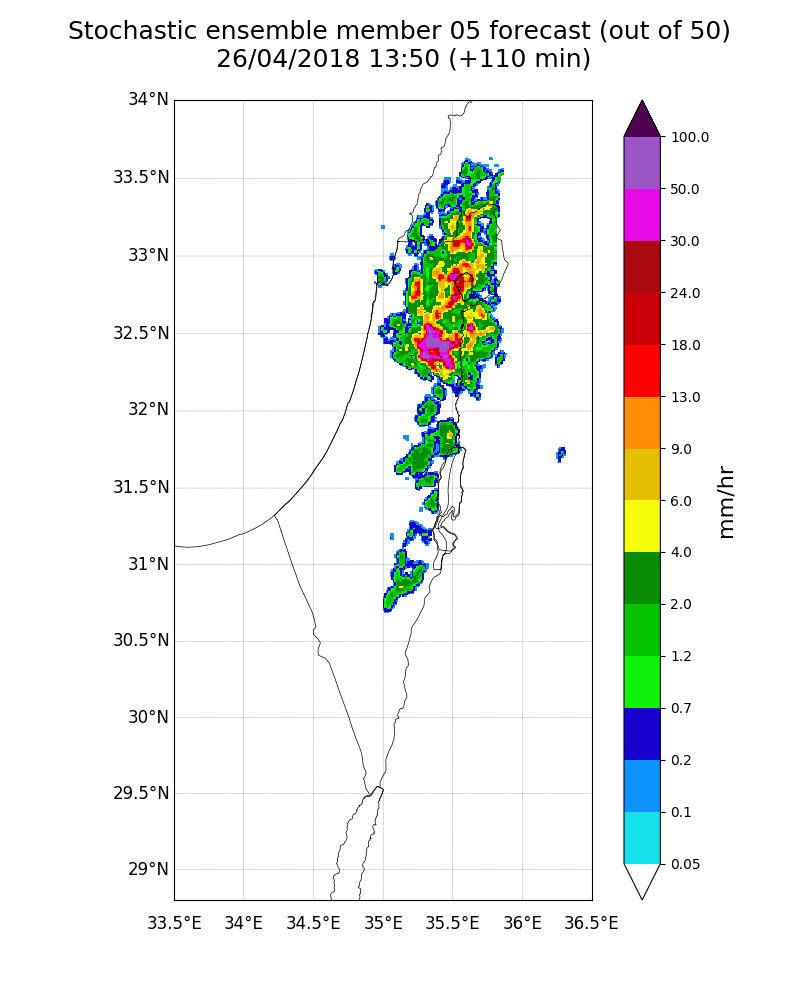 Stochastic ensemble member 05 forecast (out of 50)
26/04/2018 13:50 (+110 min)
34°N
33.5°N
33°N
32.5°N
32°N
31.5°N
31°N
30.5°N
30°N
29.5°N
29°N
33.5°E
34°E
34.5°E
35°E
35.5°E
36°E
36.5°E
100.0
50.0
30.0
24.0
18.0
13.0
9.0
6.0
4.0
2.0
1.2
0.7
0.2
0.1
0.05
mm/hr